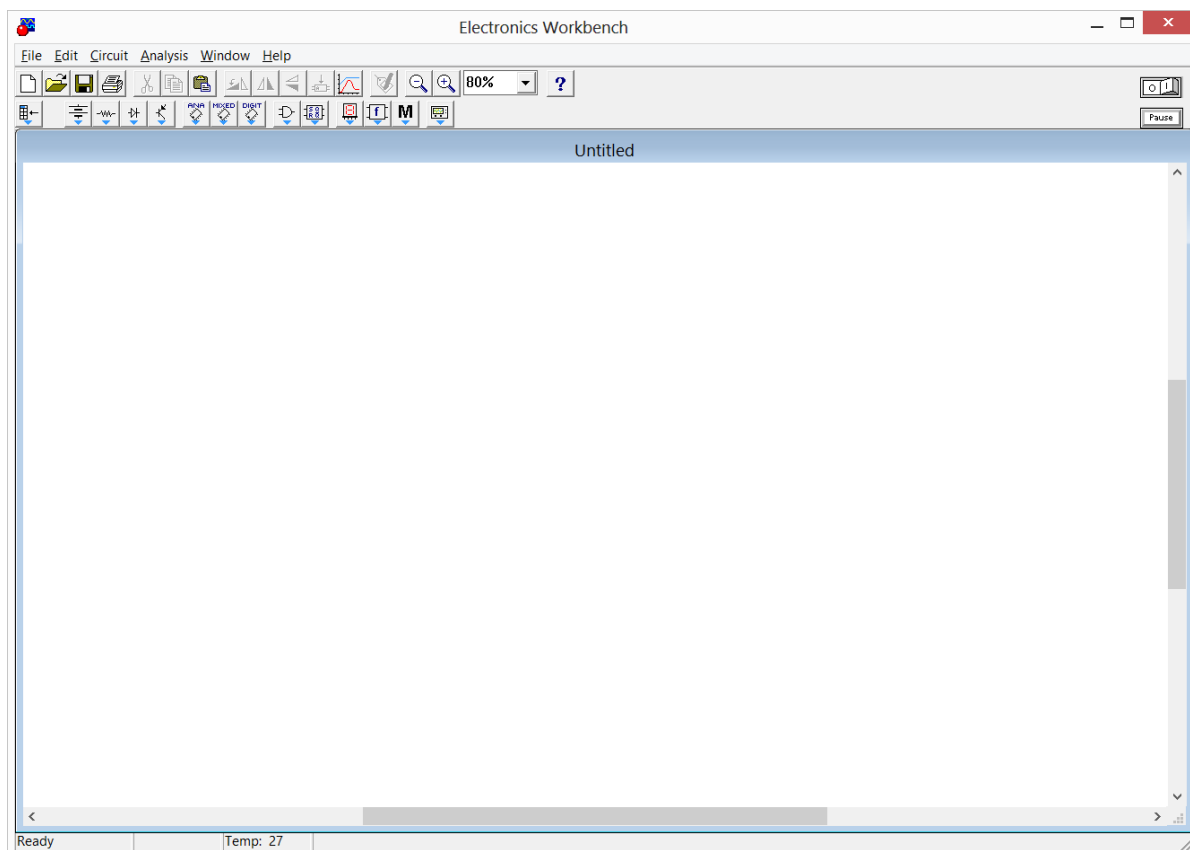 Electronics Workbench
File Edit Circuit Analysis Window Help
80% ?
Pause
ANA MIXED DIGIT f M
Untitled
Ready Temp: 27